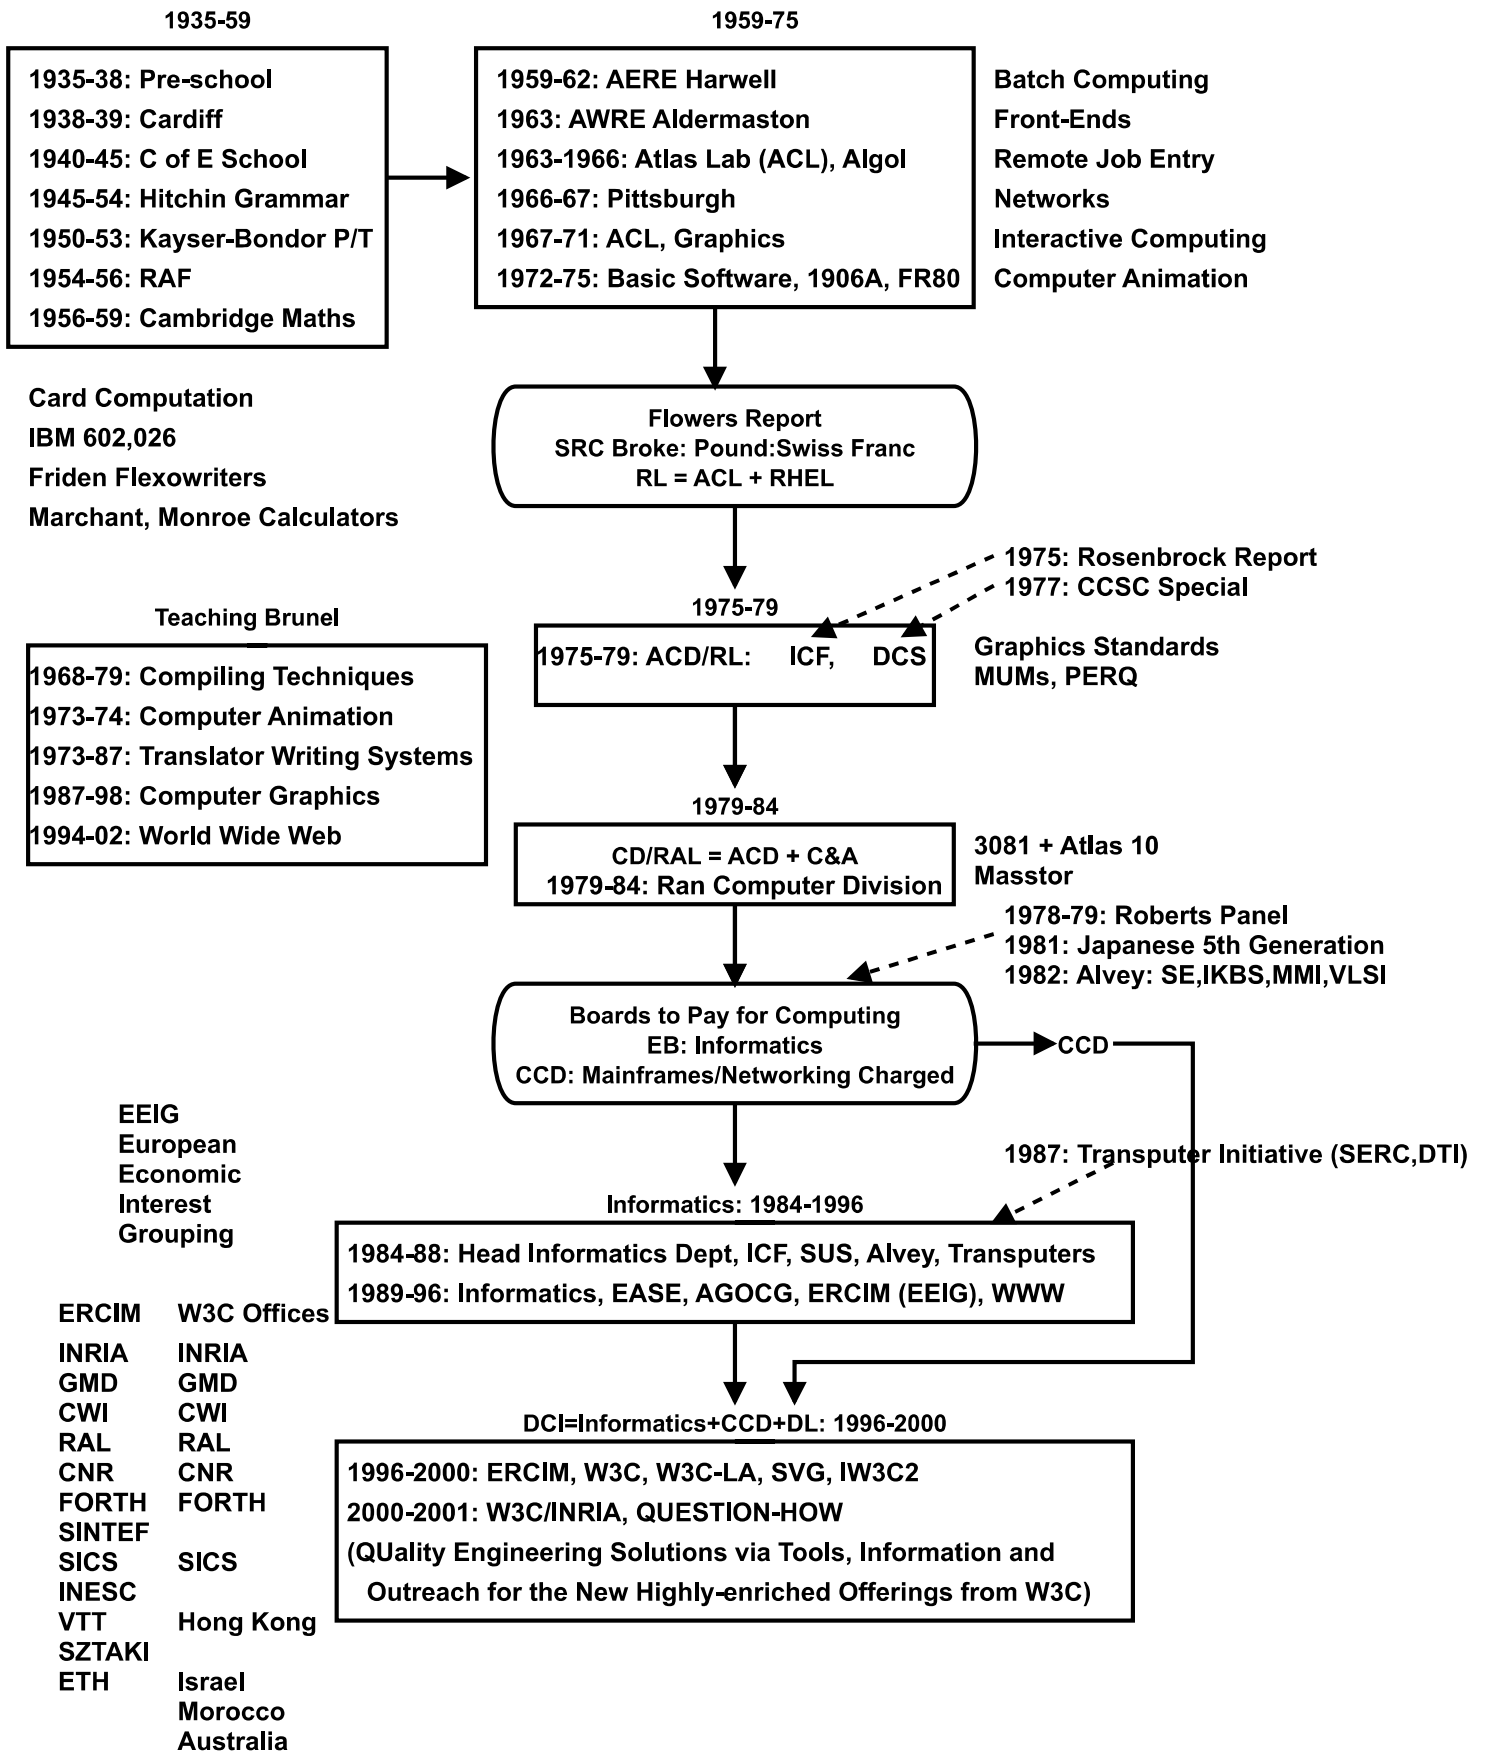 1935-59
1935-38: Pre-school
1938-39: Cardiff
1940-45: C of E School
1945-54: Hitchin Grammar
1950-53: Kayser-Bondor P/T
1954-56: RAF
1956-59: Cambridge Maths
Card Computation
IBM 602,026
Friden Flexowriters
Marchant, Monroe Calculators
1959-75
1959-62: AERE Harwell
1963: AWRE Aldermaston
1963-1966: Atlas Lab (ACL), Algol
1966-67: Pittsburgh
1967-71: ACL, Graphics
1972-75: Basic Software, 1906A, FR80
Batch Computing
Front-Ends
Remote Job Entry
Networks
Interactive Computing
Computer Animation
Flowers Report
SRC Broke: Pound:Swiss Franc
RL = ACL + RHEL
1975: Rosenbrock Report
1977: CCSC Special
1975-79
1975-79: ACD/RL: ICF, DCS
Graphics Standards
MUMs, PERQ
Teaching Brunel
1968-79: Compiling Techniques
1973-74: Computer Animation
1973-87: Translator Writing Systems
1987-98: Computer Graphics
1994-02: World Wide Web
1979-84
CD/RAL = ACD + C&A
1979-84: Ran Computer Division
3081 + Atlas 10
Masstor
1978-79: Roberts Panel
1981: Japanese 5th Generation
1982: Alvey: SE,IKBS,MMI,VLSI
Boards to Pay for Computing
EB: Informatics
CCD: Mainframes/Networking Charged
CCD
EEIG
European
Economic
Interest
Grouping
1987: Transputer Initiative (SERC,DTI)
Informatics: 1984-1996
1984-88: Head Informatics Dept, ICF, SUS, Alvey, Transputers
1989-96: Informatics, EASE, AGOCG, ERCIM (EEIG), WWW
ERCIM W3C Offices
INRIA INRIA
GMD GMD
CWI CWI
RAL RAL
CNR CNR
FORTH FORTH
SINTEF
SICS SICS
INESC
VTT Hong Kong
SZTAKI
ETH Israel
Morocco
Australia
DCI=Informatics+CCD+DL: 1996-2000
1996-2000: ERCIM, W3C, W3C-LA, SVG, IW3C2
2000-2001: W3C/INRIA, QUESTION-HOW
(QUality Engineering Solutions via Tools, Information and
Outreach for the New Highly-enriched Offerings from W3C)